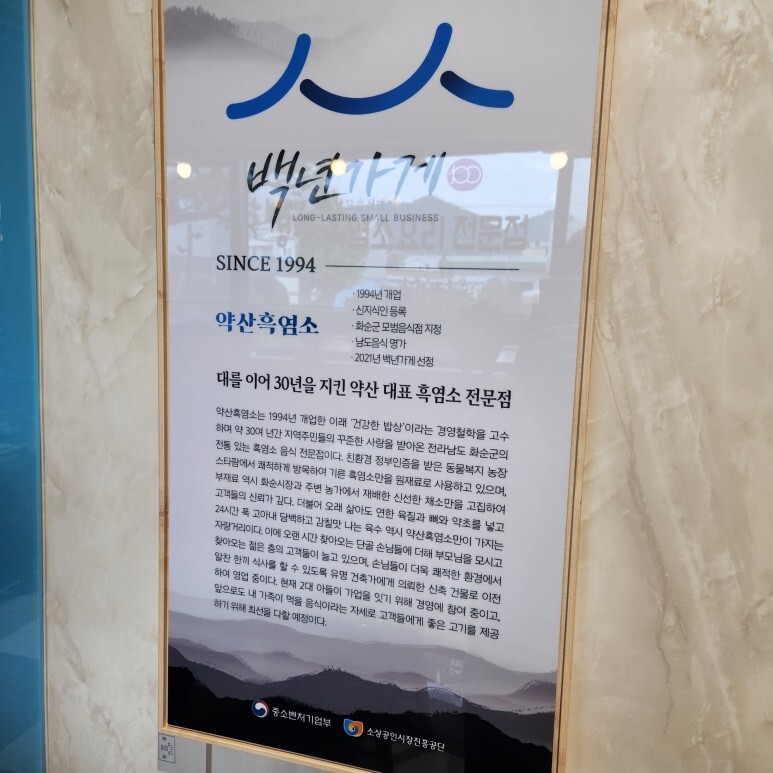 백년가게 100
LONG-LASTING SMALL BUSINESS
SINCE 1994
약산흑염소
· 1994년 개업
· 신지식인 등록
· 화순군 모범음식점 지정
· 남도음식 명가
· 2021년 백년가게 선정
대를 이어 30년을 지킨 약산 대표 흑염소 전문점
약산흑염소는 1994년 개업한 이래 '건강한 밥상'이라는 경영철학을 고수
하며 약 30여 년간 지역주민들의 꾸준한 사랑을 받아온 전라남도 화순군의
전통 있는 흑염소 음식 전문점이다. 친환경 정부인증을 받은 동물복지 농장
스타팜에서 쾌적하게 방목하여 기른 흑염소만을 원재료로 사용하고 있으며,
부재료 역시 화순시장과 주변 농가에서 재배한 신선한 채소만을 고집하여
고객들의 신뢰가 깊다. 더불어 오래 삶아도 연한 육질과 뼈와 약초를 넣고
24시간 푹 고아내 담백하고 감칠맛 나는 육수 역시 약산흑염소만이 가지는
자랑거리이다. 이에 오랜 시간 찾아오는 단골 손님들에 더해 부모님을 모시고
찾아오는 젊은 층의 고객들이 늘고 있으며, 손님들이 더욱 쾌적한 환경에서
알찬 한끼 식사를 할 수 있도록 유명 건축가에게 의뢰한 신축 건물로 이전
하여 영업 중이다. 현재 2대 아들이 가업을 잇기 위해 경영에 참여 중이고,
앞으로도 내 가족이 먹을 음식이라는 자세로 고객들에게 좋은 고기를 제공
하기 위해 최선을 다할 예정이다.
중소벤처기업부 소상공인시장진흥공단